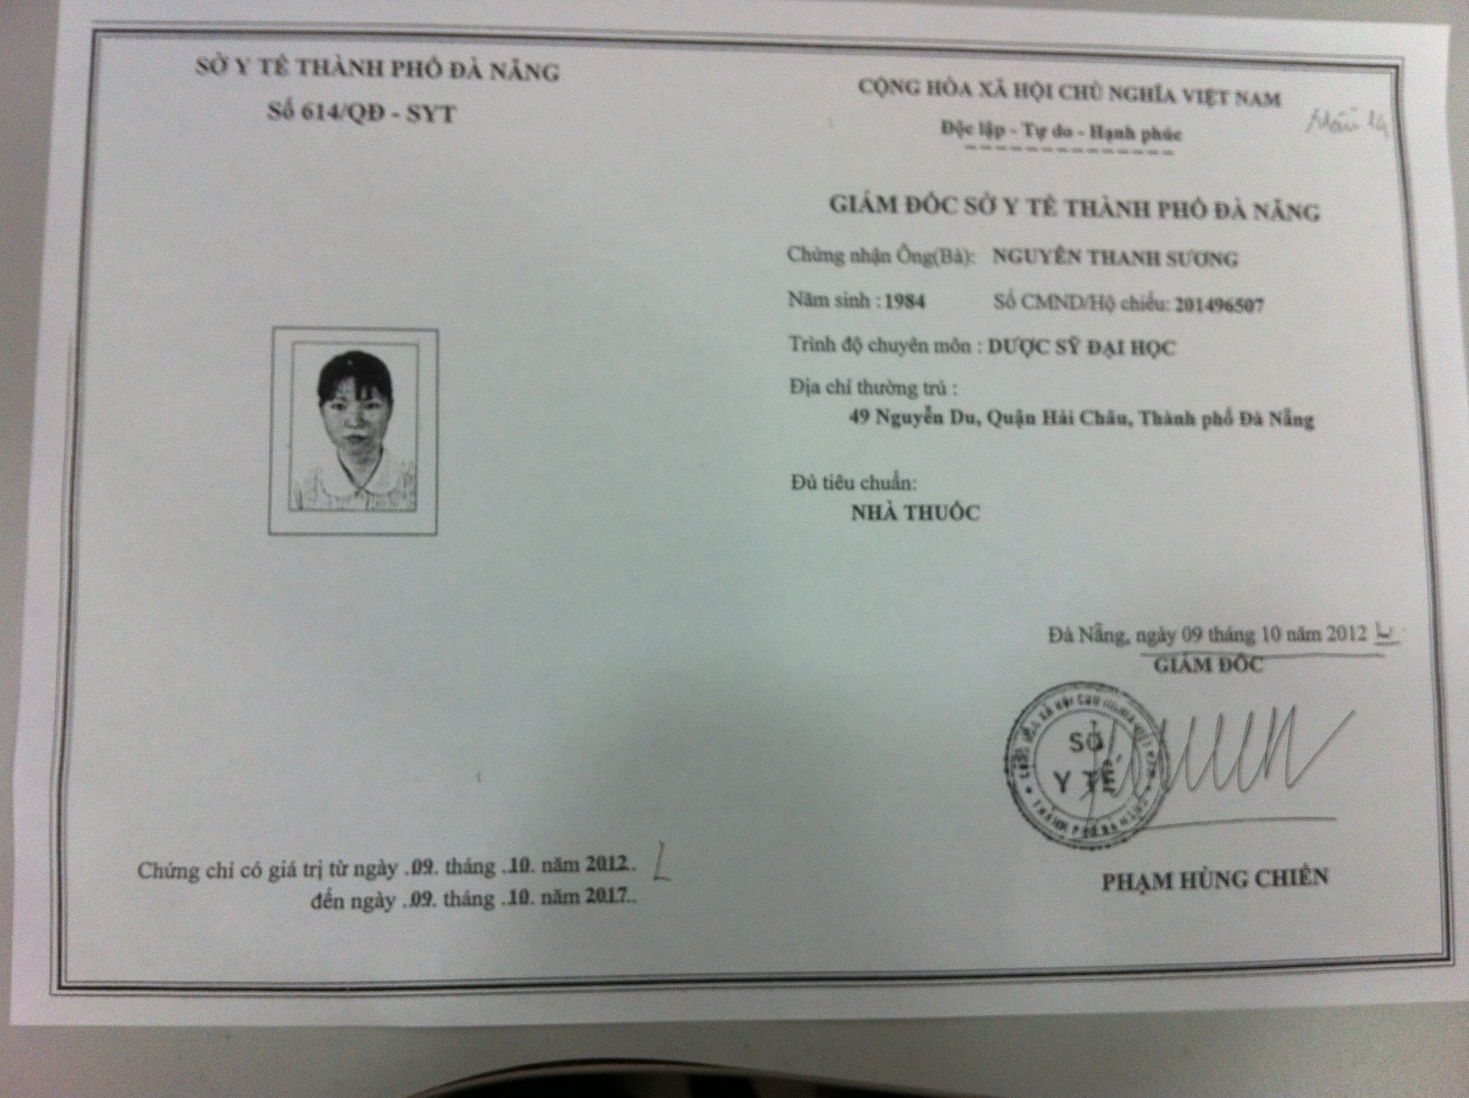 SỞ Y TẾ THÀNH PHỐ ĐÀ NẴNG
Số 614/QĐ - SYT
CỘNG HÒA XÃ HỘI CHỦ NGHĨA VIỆT NAM
Độc lập - Tự do - Hạnh phúc
GIÁM ĐỐC SỞ Y TẾ THÀNH PHỐ ĐÀ NẴNG
Chứng nhận Ông(Bà): NGUYỄN THANH SƯƠNG
Năm sinh : 1984 Số CMND/Hộ chiếu: 201496507
Trình độ chuyên môn : DƯỢC SỸ ĐẠI HỌC
Địa chỉ thường trú :
49 Nguyễn Du, Quận Hải Châu, Thành phố Đà Nẵng
Đủ tiêu chuẩn:
NHÀ THUỐC
Đà Nẵng, ngày 09 tháng 10 năm 2012
GIÁM ĐỐC
SỞ
Y TẾ
PHẠM HÙNG CHIẾN
Chứng chỉ có giá trị từ ngày .09. tháng .10. năm 2012..
đến ngày .09. tháng .10. năm 2017..